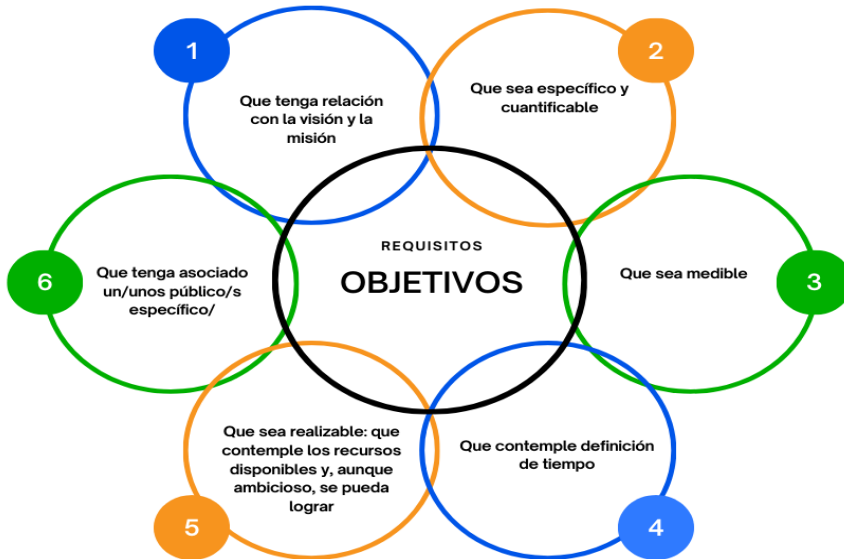 1
Que tenga relación
con la visión y la
misión
2
Que sea específico y
cuantificable
REQUISITOS
OBJETIVOS
3
Que sea medible
4
Que contemple definición
de tiempo
5
Que sea realizable: que
contemple los recursos
disponibles y, aunque
ambicioso, se pueda
lograr
6
Que tenga asociado
un/unos público/s
específico/